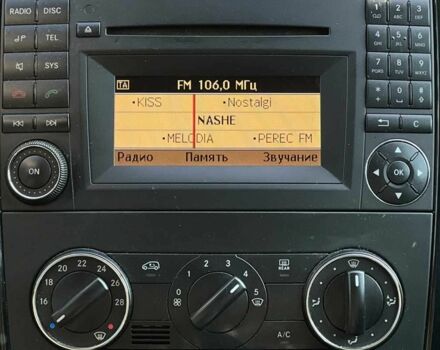 RADIO DISC
TEL
SYS
TA FM 106,0 МГц
•KISS •Nostalgi
NASHE
•MELODIA •PEREC FM
Радио Память Звучание
ON
OK
C
16 18 20 22 24 26 28
0 1 2 3 4 5
REAR
A/C